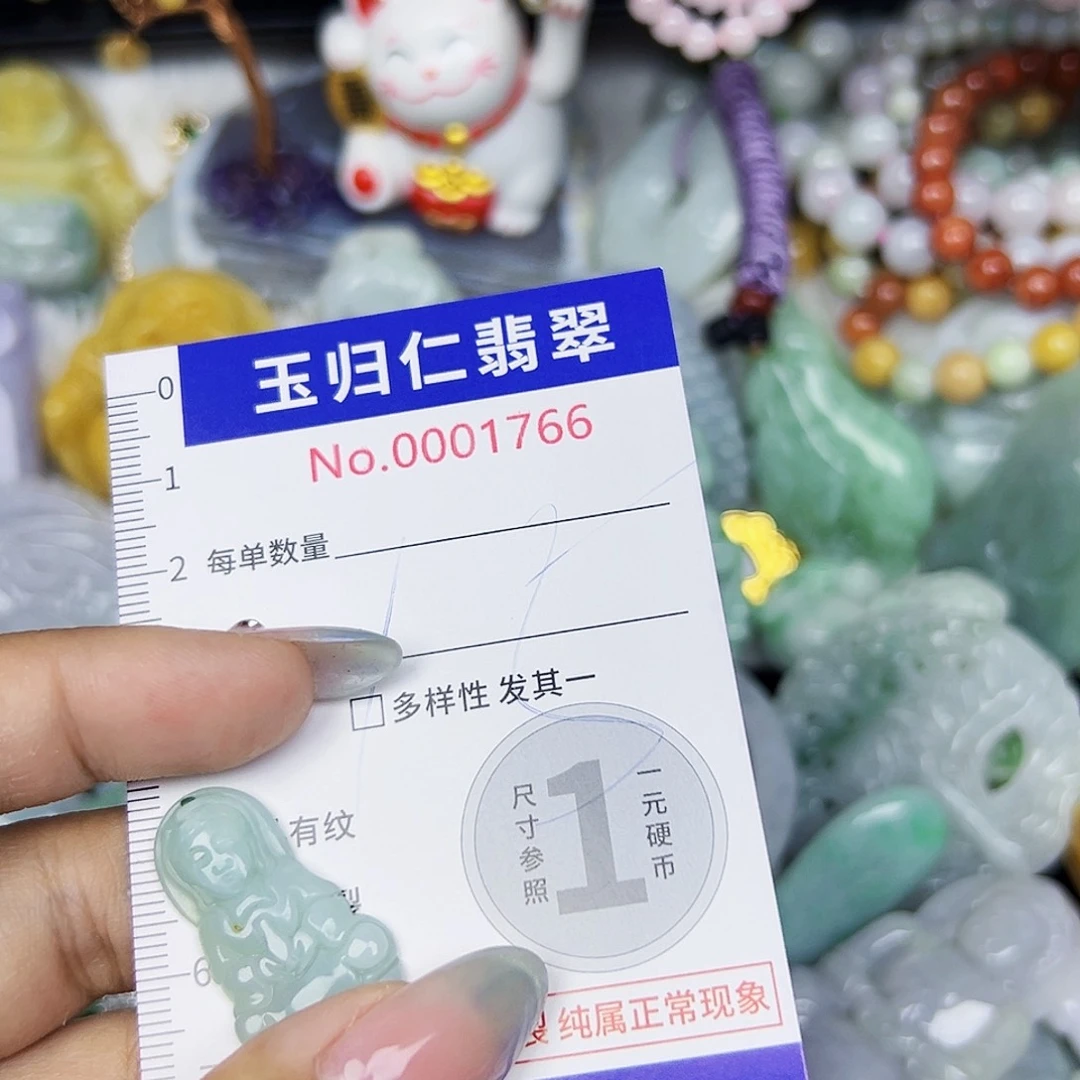 玉归仁翡翠
No.0001766
0
1
2
每单数量
多样性 发其一
有纹
裂
6
1
尺寸参照
一元硬币
裂 纯属正常现象